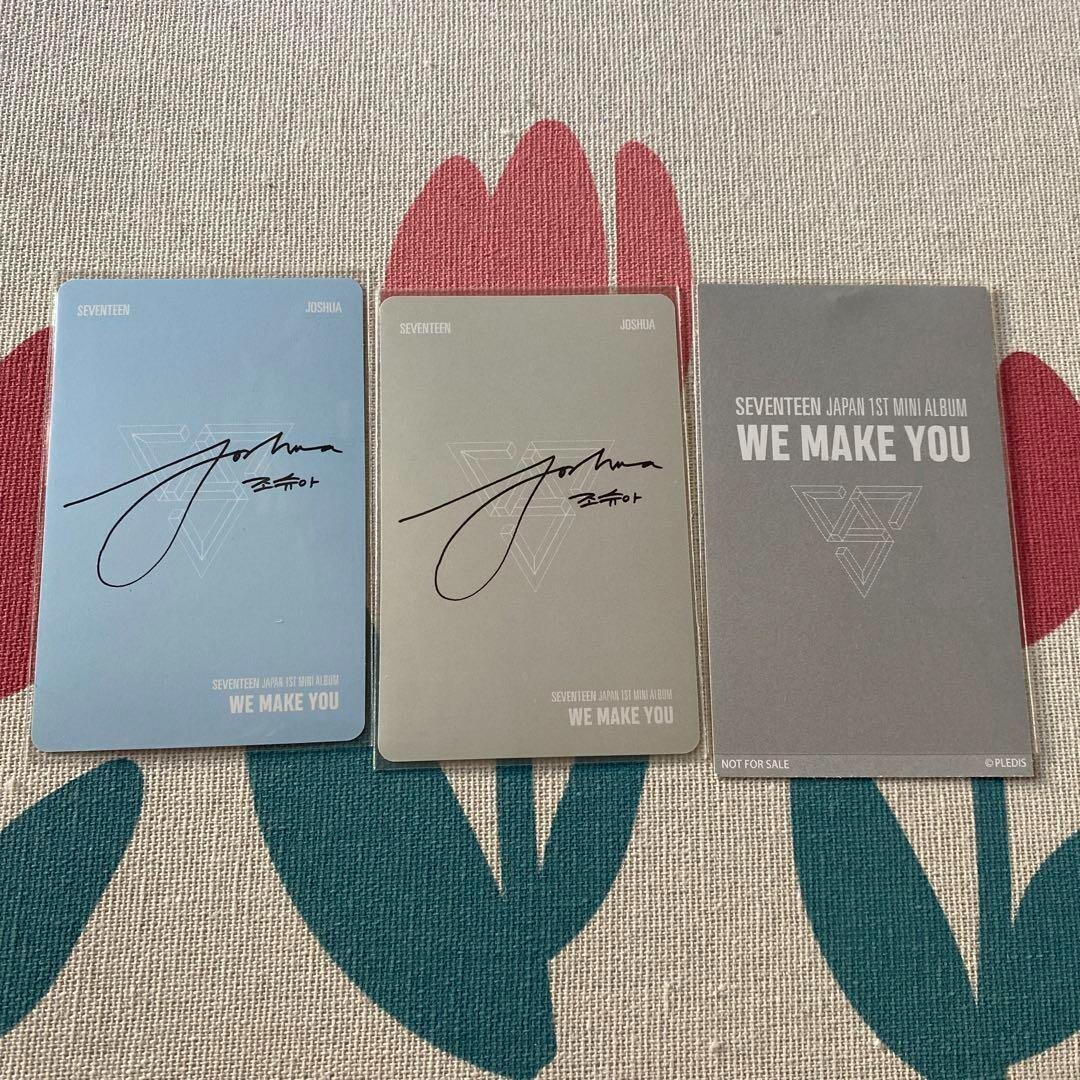 SEVENTEEN JOSHUA
Joshua
조슈아
SEVENTEEN JAPAN 1ST MINI ALBUM
WE MAKE YOU
SEVENTEEN JOSHUA
Joshua
조슈아
SEVENTEEN JAPAN 1ST MINI ALBUM
WE MAKE YOU
SEVENTEEN JAPAN 1ST MINI ALBUM
WE MAKE YOU
NOT FOR SALE © PLEDIS